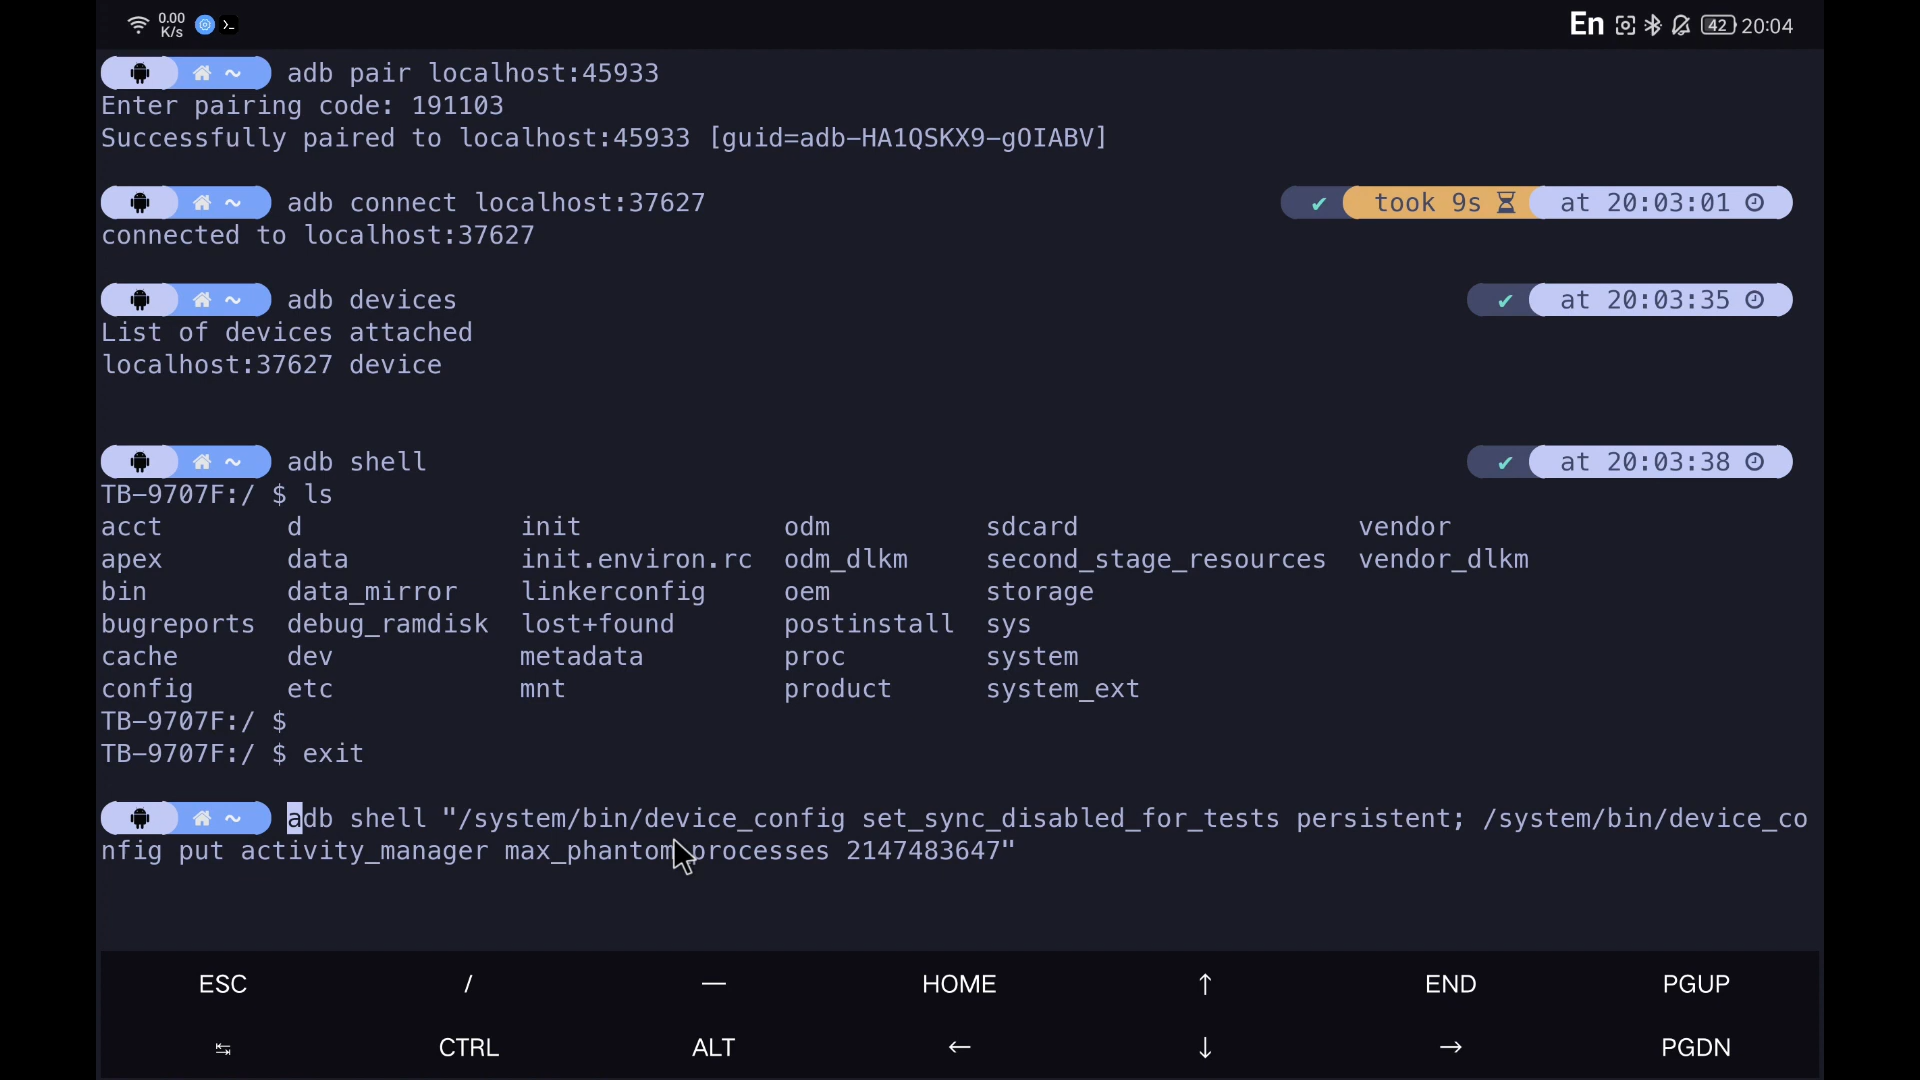 0.00 K/s En 42 20:04
~ adb pair localhost:45933
Enter pairing code: 191103
Successfully paired to localhost:45933 [guid=adb-HA1QSKX9-gOIABV]
~ adb connect localhost:37627 ✔ took 9s at 20:03:01
connected to localhost:37627
~ adb devices ✔ at 20:03:35
List of devices attached
localhost:37627 device
~ adb shell ✔ at 20:03:38
TB-9707F:/ $ ls
acct d init odm sdcard vendor
apex data init.environ.rc odm_dlkm second_stage_resources vendor_dlkm
bin data_mirror linkerconfig oem storage
bugreports debug_ramdisk lost+found postinstall sys
cache dev metadata proc system
config etc mnt product system_ext
TB-9707F:/ $
TB-9707F:/ $ exit
~ adb shell "/system/bin/device_config set_sync_disabled_for_tests persistent; /system/bin/device_co
nfig put activity_manager max_phantom_processes 2147483647"
ESC / — HOME ↑ END PGUP
↹ CTRL ALT ← ↓ → PGDN